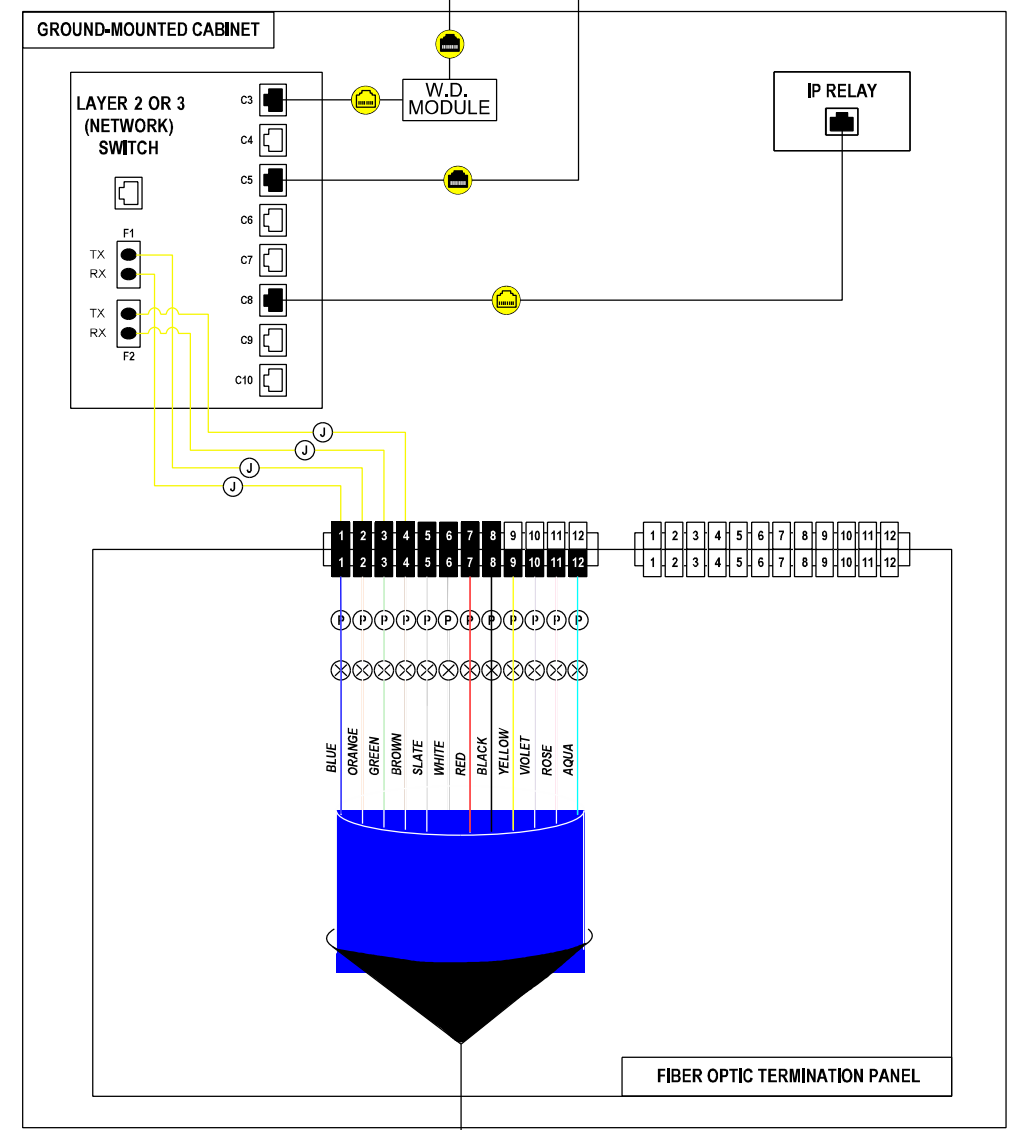 GROUND-MOUNTED CABINET
LAYER 2 OR 3
(NETWORK)
SWITCH
C3
C4
C5
C6
C7
C8
C9
C10
F1
TX
RX
TX
RX
F2
W.D.
MODULE
IP RELAY
J
J
J
J
1 2 3 4 5 6 7 8 9 10 11 12
1 2 3 4 5 6 7 8 9 10 11 12
1 2 3 4 5 6 7 8 9 10 11 12
1 2 3 4 5 6 7 8 9 10 11 12
P P P P P P P P P P P P
BLUE
ORANGE
GREEN
BROWN
SLATE
WHITE
RED
BLACK
YELLOW
VIOLET
ROSE
AQUA
FIBER OPTIC TERMINATION PANEL